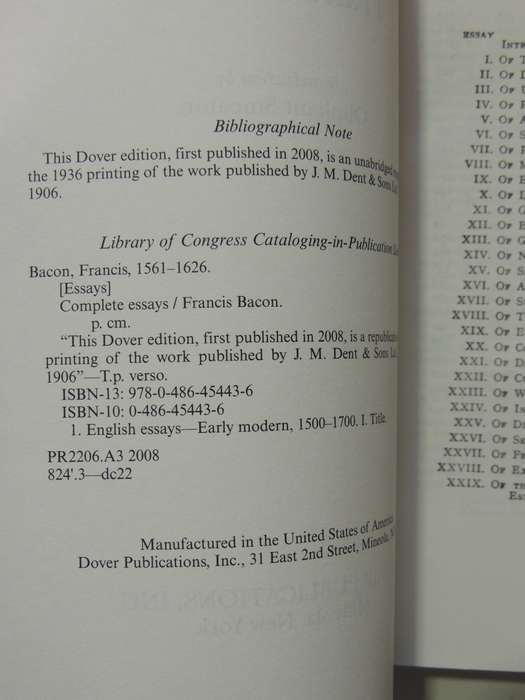 Bibliographical Note
This Dover edition, first published in 2008, is an unabridged
the 1936 printing of the work published by J. M. Dent & Sons
1906.
Library of Congress Cataloging-in-Publication
Bacon, Francis, 1561–1626.
[Essays]
Complete essays / Francis Bacon.
p. cm.
“This Dover edition, first published in 2008, is a
printing of the work published by J. M. Dent & Sons
1906”—T.p. verso.
ISBN-13: 978-0-486-45443-6
ISBN-10: 0-486-45443-6
1. English essays—Early modern, 1500–1700. I. Title.
PR2206.A3 2008
824'.3—dc22
Manufactured in the United States of America
Dover Publications, Inc., 31 East 2nd Street, Mineola,
ESSAY
I. OF
II. OF
III. OF
IV. OF
V. OF
VI. OF
VII. OF
VIII. OF
IX. OF
X. OF
XI. OF
XII. OF
XIII. OF
XIV. OF
XV. OF
XVI. OF
XVII. OF
XVIII. OF
XIX. OF
XX. OF
XXI. OF
XXII. OF
XXIII. OF
XXIV. OF
XXV. OF
XXVI. OF
XXVII. OF
XXVIII. OF
XXIX. OF THE